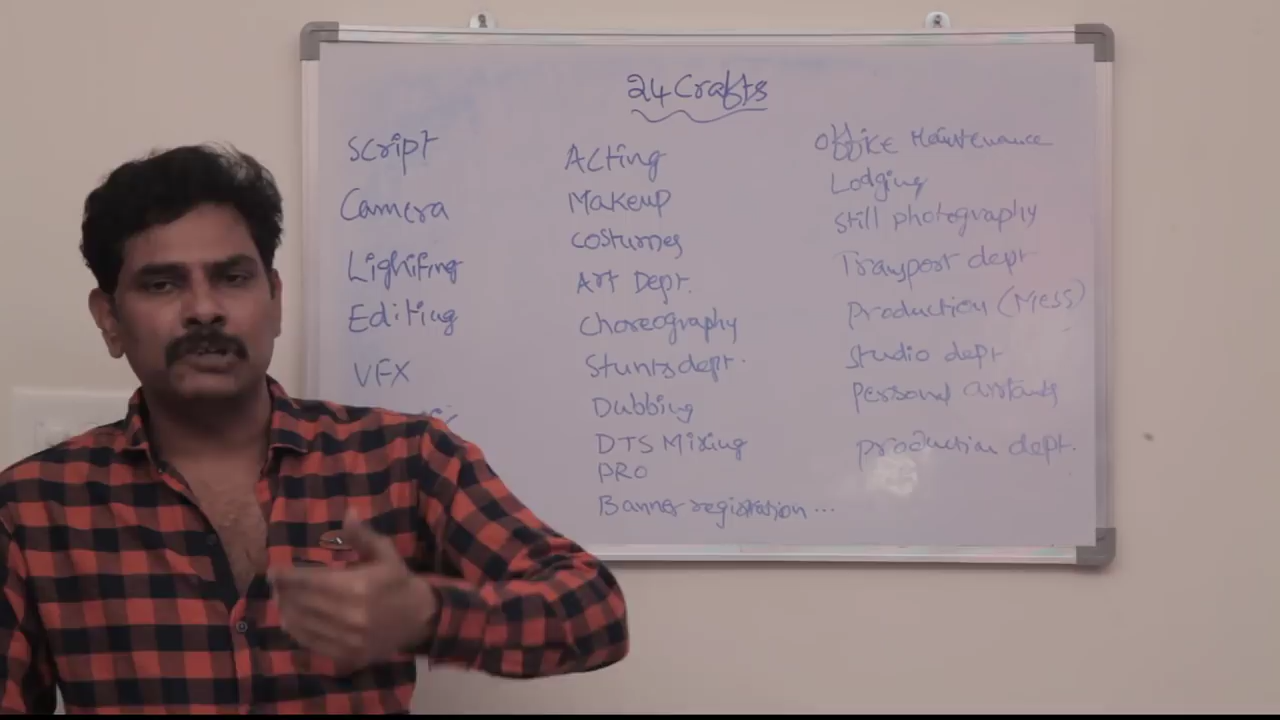 24 Crafts
Script
Camera
Lighting
Editing
VFX
Acting
Makeup
Costumes
Art Dept.
Choreography
Stunts dept.
Dubbing
DTS Mixing
PRO
Banner registration...
Office Maintenance
Lodging
Still photography
Transport dept
Production (Mess)
Studio dept
Personal
production dept.